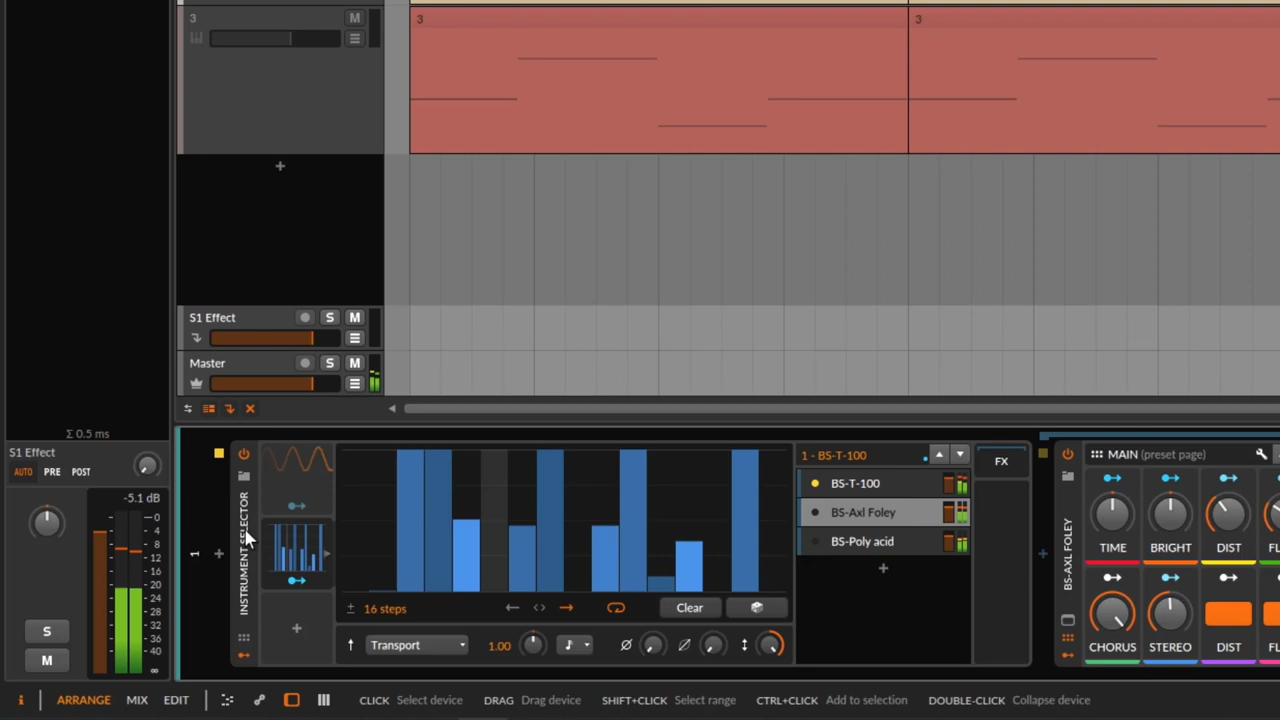 3 M
3
3
S1 Effect S M
Master S M
Σ 0.5 ms
S1 Effect
AUTO PRE POST
-5.1 dB
0
4
8
12
16
20
24
28
32
36
40
∞
S
M
1
INSTRUMENT SELECTOR
16 steps
Clear
Transport
1.00
1 - BS-T-100
BS-T-100
BS-Axl Foley
BS-Poly acid
FX
BS-AXL FOLEY
MAIN (preset page)
TIME BRIGHT DIST
CHORUS STEREO DIST
i ARRANGE MIX EDIT
CLICK Select device DRAG Drag device SHIFT+CLICK Select range CTRL+CLICK Add to selection DOUBLE-CLICK Collapse device